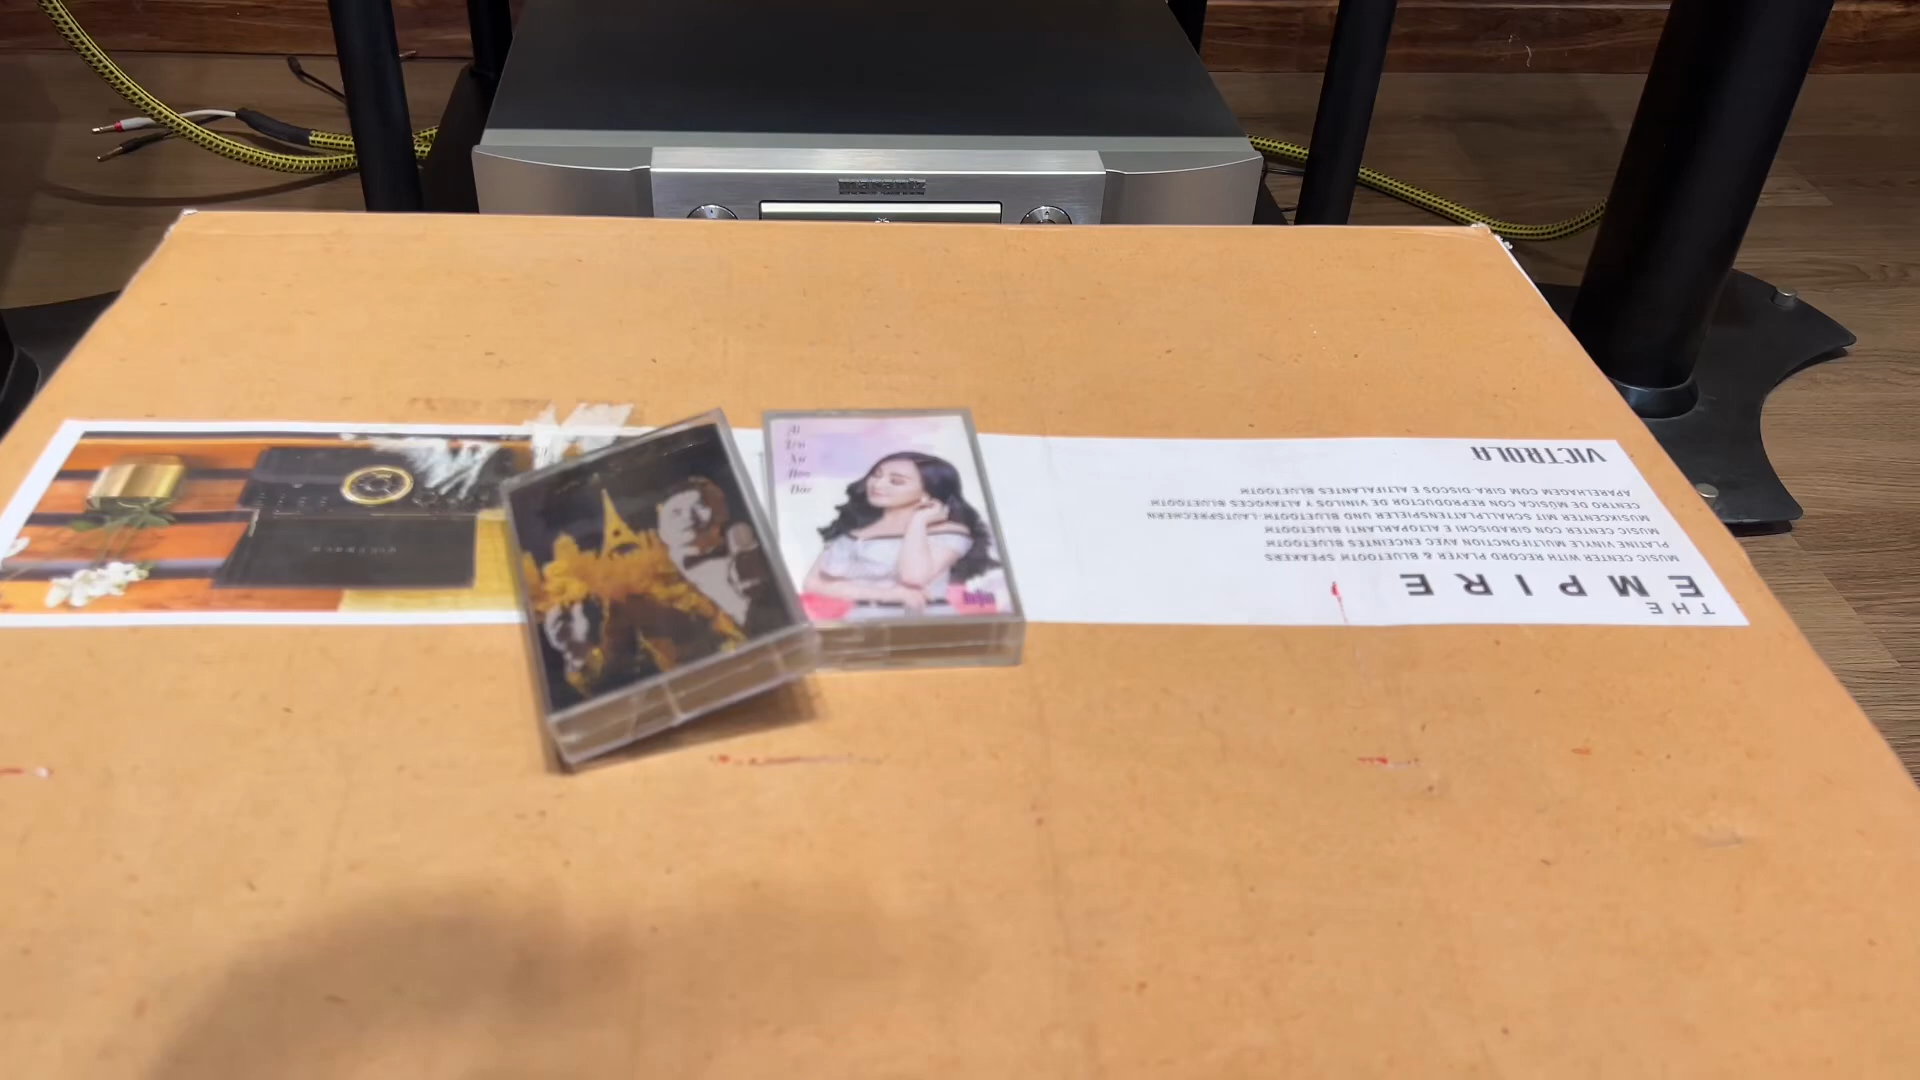 marantz
VICTROLA
THE
EMPIRE
MUSIC CENTER WITH RECORD PLAYER & BLUETOOTH SPEAKERS
PLATINE VINYLE MULTIFONCTION AVEC ENCEINTES BLUETOOTH
MUSIC CENTER CON GIRADISCHI E ALTOPARLANTI BLUETOOTH
MUSIKCENTER MIT SCHALLPLATTENSPIELER UND BLUETOOTH-LAUTSPRECHERN
CENTRO DE MÚSICA CON REPRODUCTOR DE VINILOS Y ALTAVOCES BLUETOOTH
APARELHAGEM COM GIRA-DISCOS E ALTIFALANTES BLUETOOTH
VICTROLA